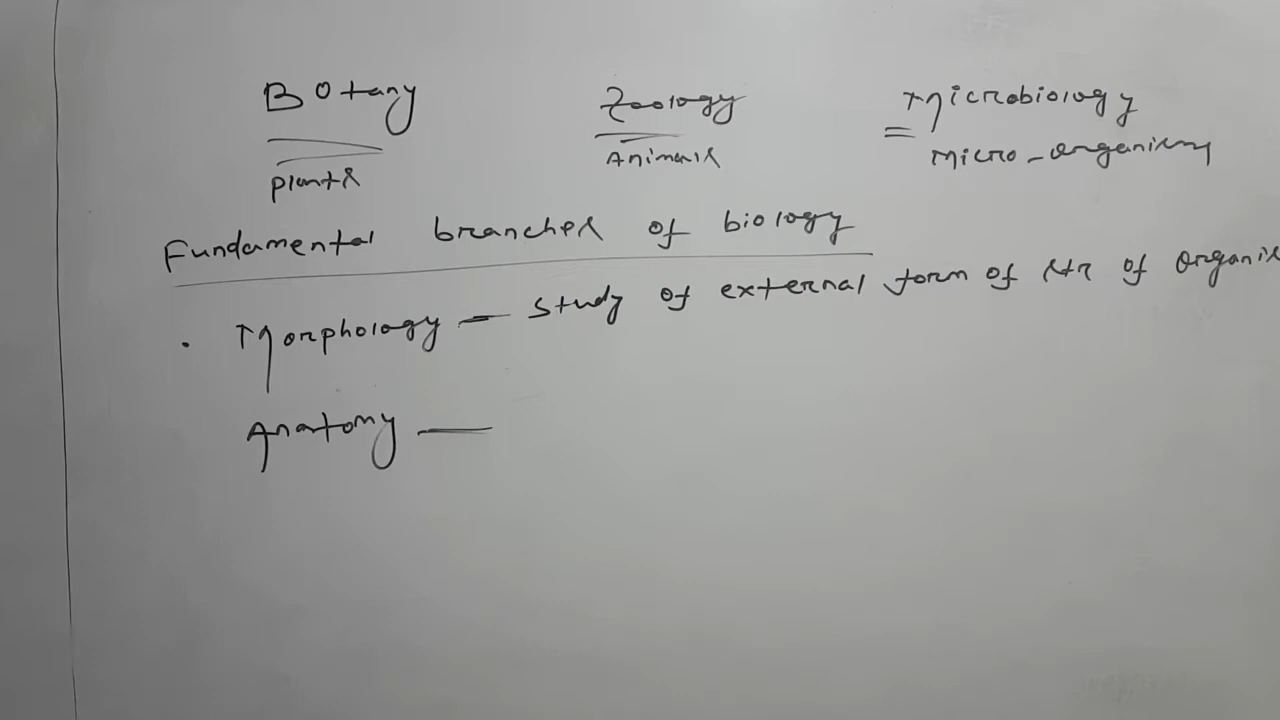 Botany Zoology Microbiology
plants Animals Micro-organism
Fundamental branches of biology
. Morphology - study of external form of str of organis
Anatomy —